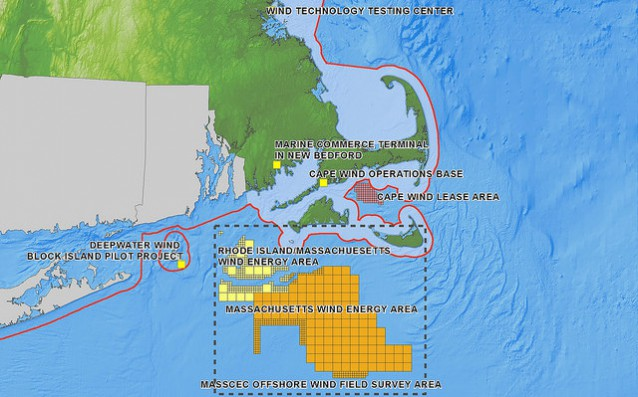 WIND TECHNOLOGY TESTING CENTER
MARINE COMMERCE TERMINAL
IN NEW BEDFORD
CAPE WIND OPERATIONS BASE
CAPE WIND LEASE AREA
DEEPWATER WIND
BLOCK ISLAND PILOT PROJECT
RHODE ISLAND/MASSACHUESETTS
WIND ENERGY AREA
MASSACHUSETTS WIND ENERGY AREA
MASSCEC OFFSHORE WIND FIELD SURVEY AREA